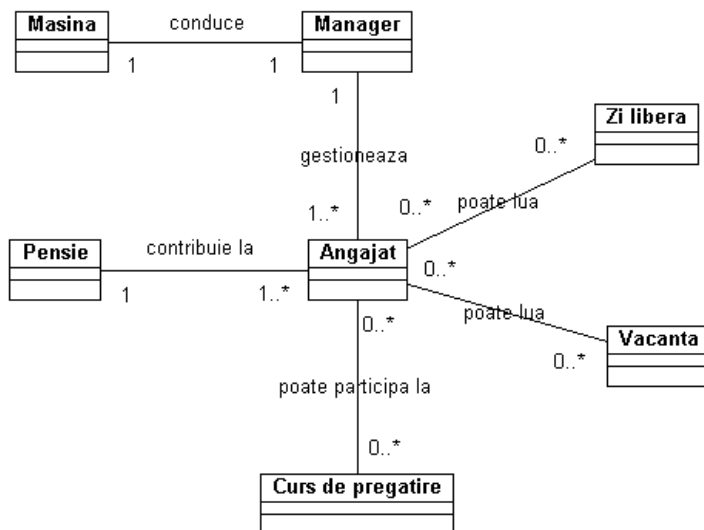 Masina
conduce
Manager
1
1
1
Zi libera
0..*
gestioneaza
poate lua
1..*
0..*
Pensie
contribuie la
Angajat
0..*
1
1..*
0..*
poate lua
Vacanta
0..*
poate participa la
0..*
Curs de pregatire